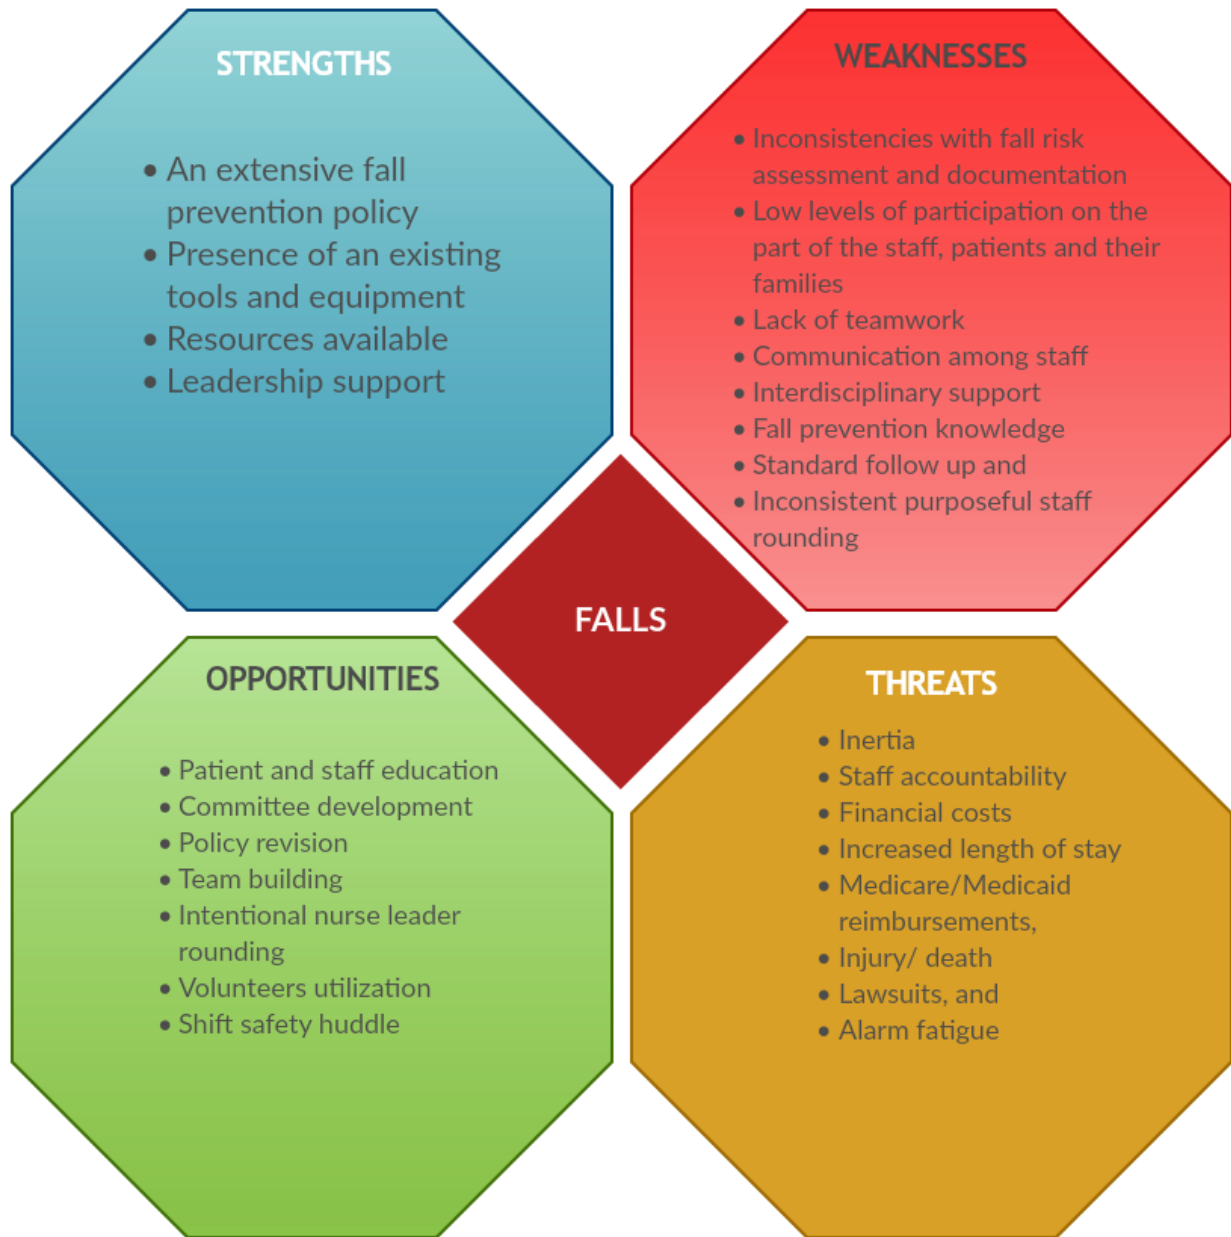 STRENGTHS
• An extensive fall
prevention policy
• Presence of an existing
tools and equipment
• Resources available
• Leadership support
WEAKNESSES
• Inconsistencies with fall risk
assessment and documentation
• Low levels of participation on the
part of the staff, patients and their
families
• Lack of teamwork
• Communication among staff
• Interdisciplinary support
• Fall prevention knowledge
• Standard follow up and
• Inconsistent purposeful staff
rounding
FALLS
OPPORTUNITIES
• Patient and staff education
• Committee development
• Policy revision
• Team building
• Intentional nurse leader
rounding
• Volunteers utilization
• Shift safety huddle
THREATS
• Inertia
• Staff accountability
• Financial costs
• Increased length of stay
• Medicare/Medicaid
reimbursements,
• Injury/ death
• Lawsuits, and
• Alarm fatigue